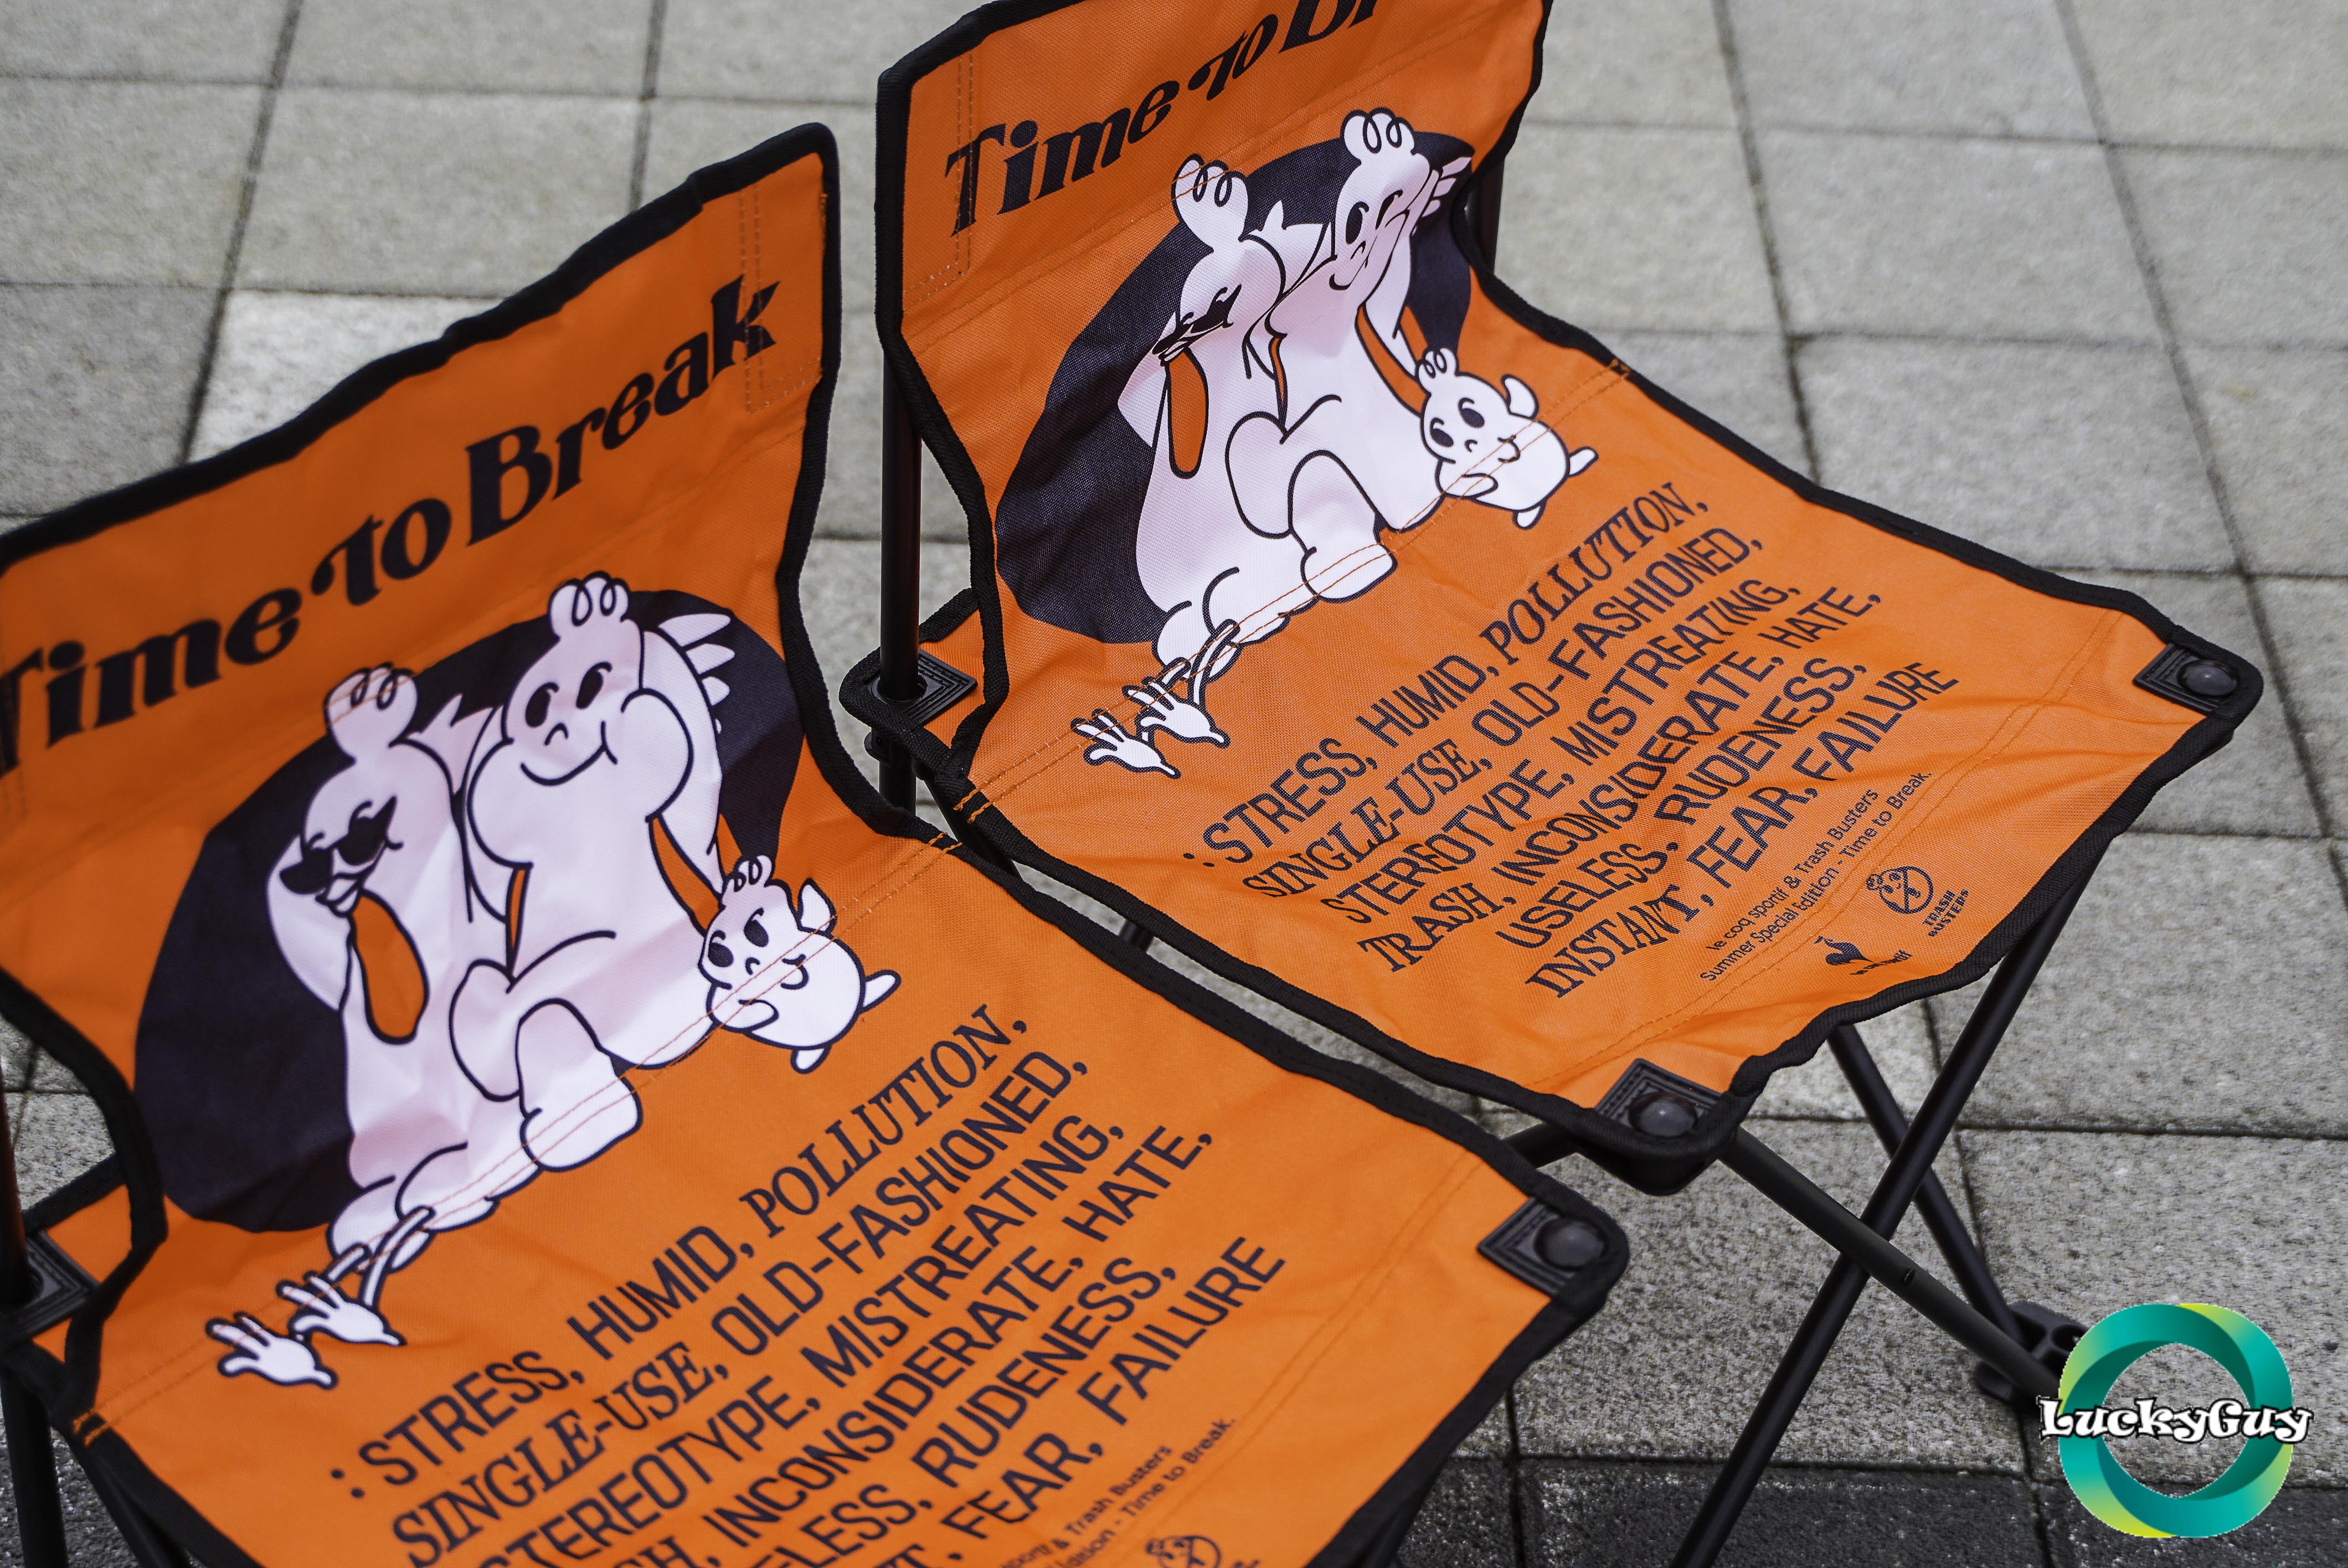 Time to Break
: STRESS, HUMID, POLLUTION,
SINGLE-USE, OLD-FASHIONED,
STEREOTYPE, MISTREATING,
INCONSIDERATE, HATE,
RUDENESS,
FEAR, FAILURE
& Trash Busters
- Time to Break.
Time to
: STRESS, HUMID, POLLUTION,
SINGLE-USE, OLD-FASHIONED,
STEREOTYPE, MISTREATING,
TRASH, INCONSIDERATE, HATE,
USELESS, RUDENESS,
INSTANT, FEAR, FAILURE
le coq sportif & Trash Busters
Summer Special Edition - Time to Break.
TRASH
BUSTERS
LuckyGuy